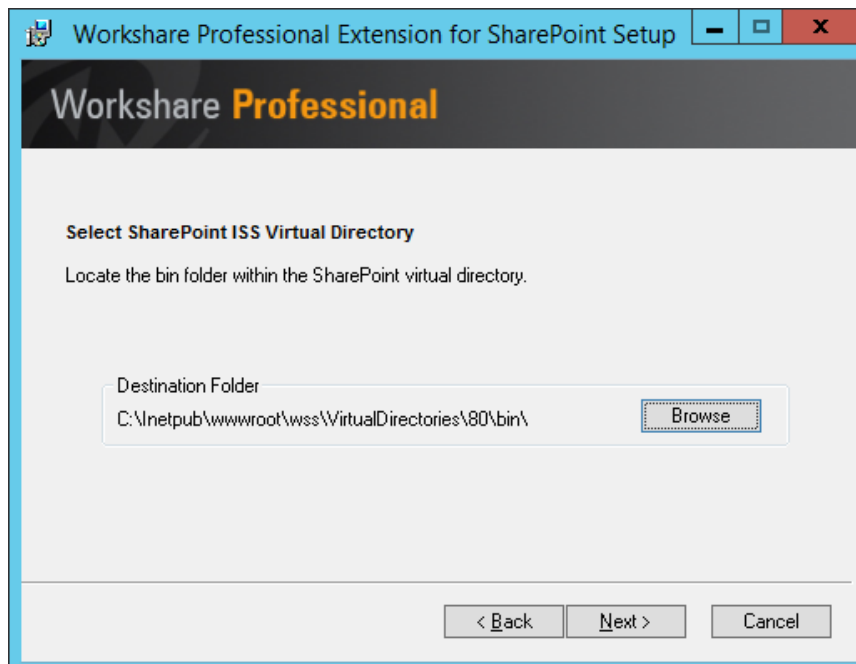 Workshare Professional Extension for SharePoint Setup
Workshare Professional
Select SharePoint ISS Virtual Directory
Locate the bin folder within the SharePoint virtual directory.
Destination Folder
C:\Inetpub\wwwroot\wss\VirtualDirectories\80\bin\
Browse
< Back
Next >
Cancel